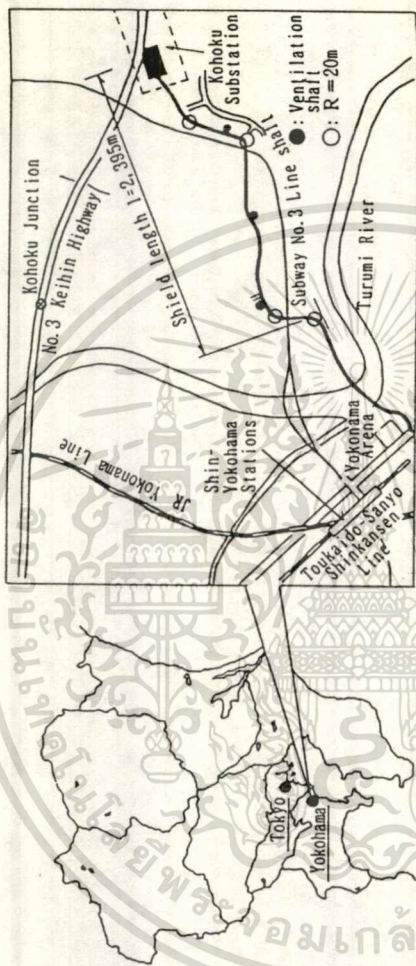 Kohoku Junction
No. 3 Keihin Highway
Kohoku
Substation
Shield length l=2,395m
●: Ventilation
shaft
○: R=20m
Subway No.3 Line shaft
Turumi River
JR Yokonama Line
Shin-
Yokohama
Stations
Yokonama
Arena
Toukaido-Sanyo
Shinkansen
Line
Tokyo
Yokohama